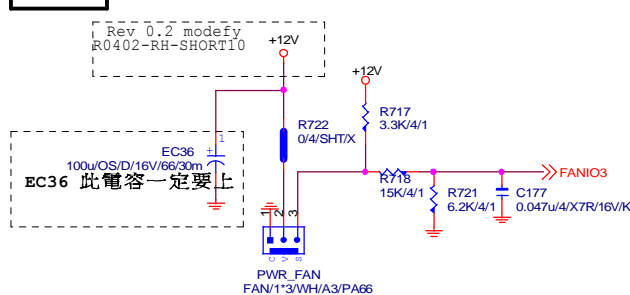 Rev 0.2 modefy
R0402-RH-SHORT10
+12V
+12V
R717
3.3K/4/1
R722
0/4/SHT/X
1
+
EC36
100u/OS/D/16V/66/30m
EC36 此電容一定要上
R718
15K/4/1
R721
6.2K/4/1
C177
0.047u/4/X7R/16V/K
FANIO3
1
2
3
C
V
S
PWR_FAN
FAN/1*3/WH/A3/PA66